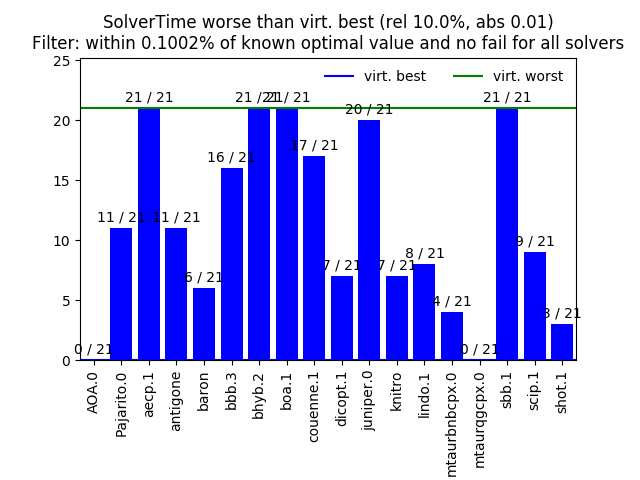 SolverTime worse than virt. best (rel 10.0%, abs 0.01)
Filter: within 0.1002% of known optimal value and no fail for all solvers
25
20
15
10
5
0
virt. best
virt. worst
0 / 21
11 / 21
21 / 21
11 / 21
6 / 21
16 / 21
21 / 21
21 / 21
17 / 21
7 / 21
20 / 21
7 / 21
8 / 21
4 / 21
0 / 21
21 / 21
9 / 21
3 / 21
AOA.0
Pajarito.0
aecp.1
antigone
baron
bbb.3
bhyb.2
boa.1
couenne.1
dicopt.1
juniper.0
knitro
lindo.1
mtaurbnbcpx.0
mtaurqgcpx.0
sbb.1
scip.1
shot.1